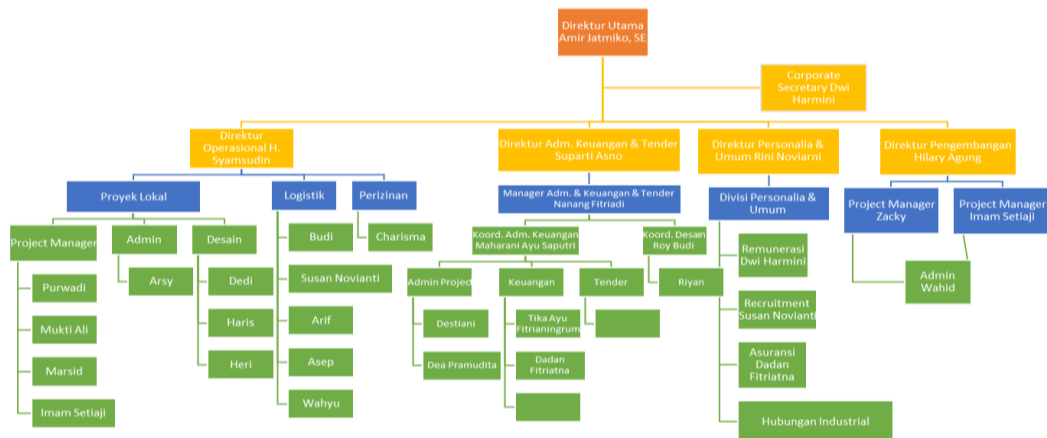 Direktur Utama
Amir Jatmiko, SE
Corporate
Secretary Dwi
Harmini
Direktur
Operasional H.
Syamsudin
Direktur Adm. Keuangan & Tender
Suparti Asno
Direktur Personalia &
Umum Rini Noviarni
Direktur Pengembangan
Hilary Agung
Proyek Lokal
Logistik
Perizinan
Manager Adm. & Keuangan & Tender
Nanang Fitriadi
Divisi Personalia &
Umum
Project Manager
Zacky
Project Manager
Imam Setiaji
Project Manager
Admin
Desain
Budi
Charisma
Koord. Adm. Keuangan
Maharani Ayu Saputri
Koord. Desain
Roy Budi
Remunerasi
Dwi Harmini
Admin
Wahid
Purwadi
Arsy
Dedi
Susan Novianti
Admin Project
Keuangan
Tender
Riyan
Recruitment
Susan Novianti
Mukti Ali
Haris
Arif
Destiani
Tika Ayu
Fitrianingrum
Asuransi
Dadan
Fitriatna
Marsid
Heri
Asep
Dea Pramudita
Dadan
Fitriatna
Imam Setiaji
Wahyu
Hubungan Industrial